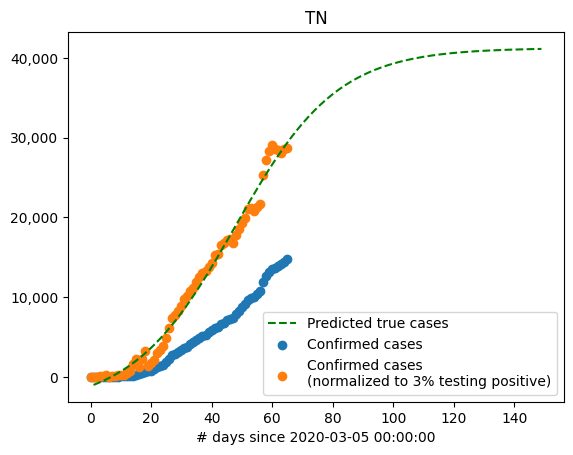 TN
40,000
30,000
20,000
10,000
0
Predicted true cases
Confirmed cases
Confirmed cases
(normalized to 3% testing positive)
0 20 40 60 80 100 120 140
# days since 2020-03-05 00:00:00